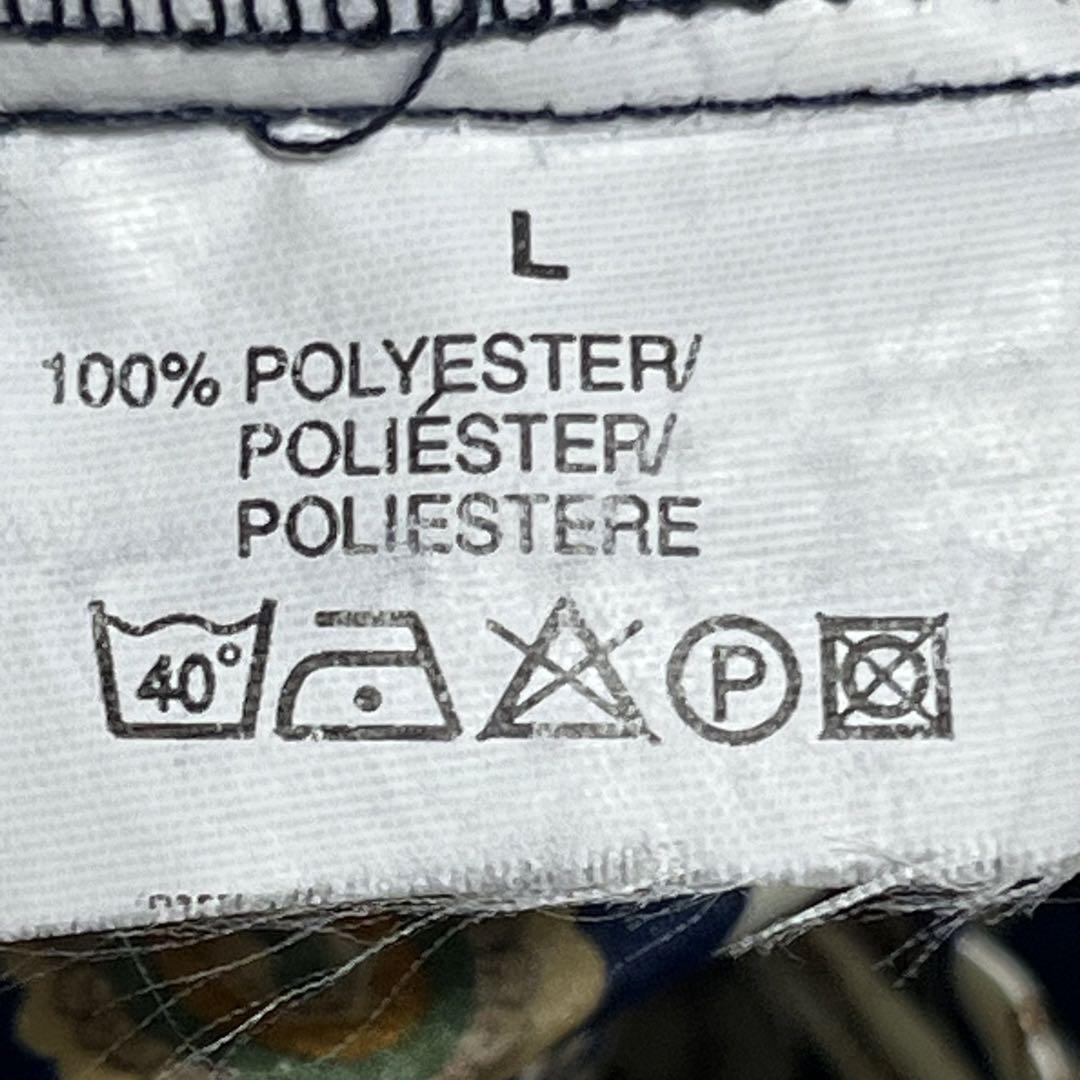 L
100% POLYESTER/
POLIÉSTER/
POLIESTERE
40°
P